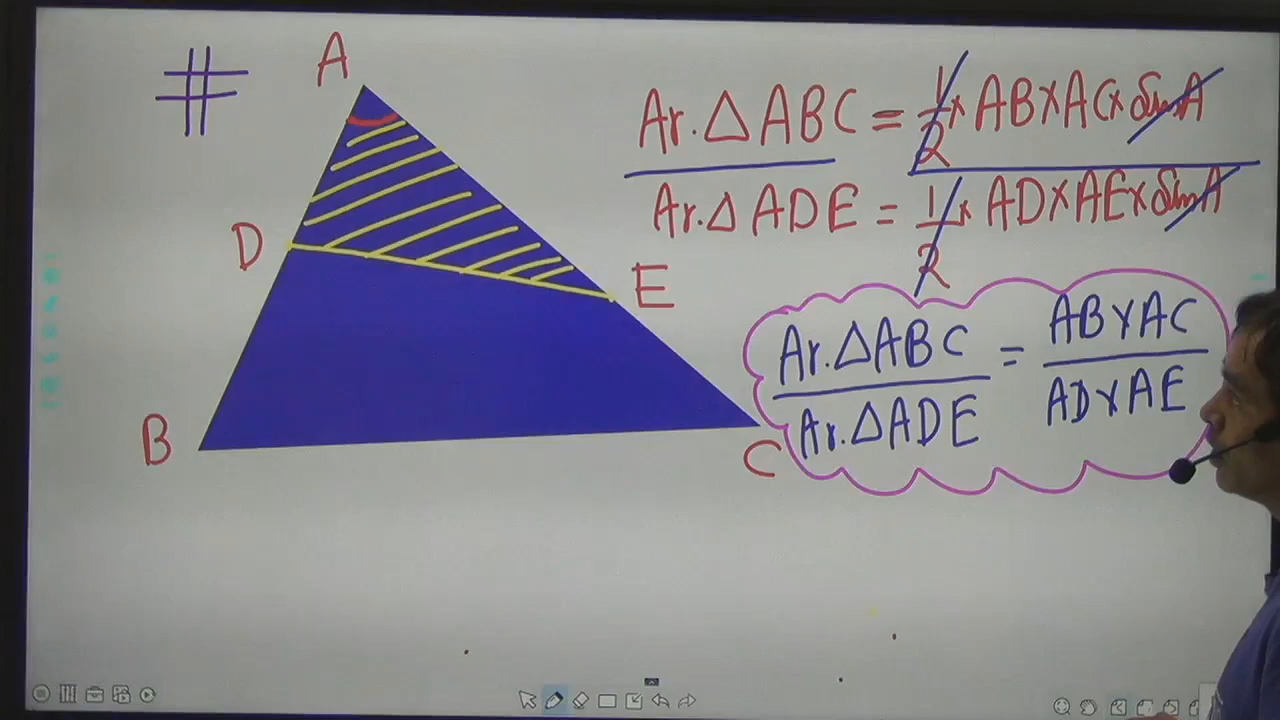 #
A
D
E
B
C
Ar. △ ABC = 1/2 × AB × AC × sin A
Ar. △ ADE = 1/2 × AD × AE × sin A
Ar. △ABC / Ar. △ADE = AB × AC / AD × AE